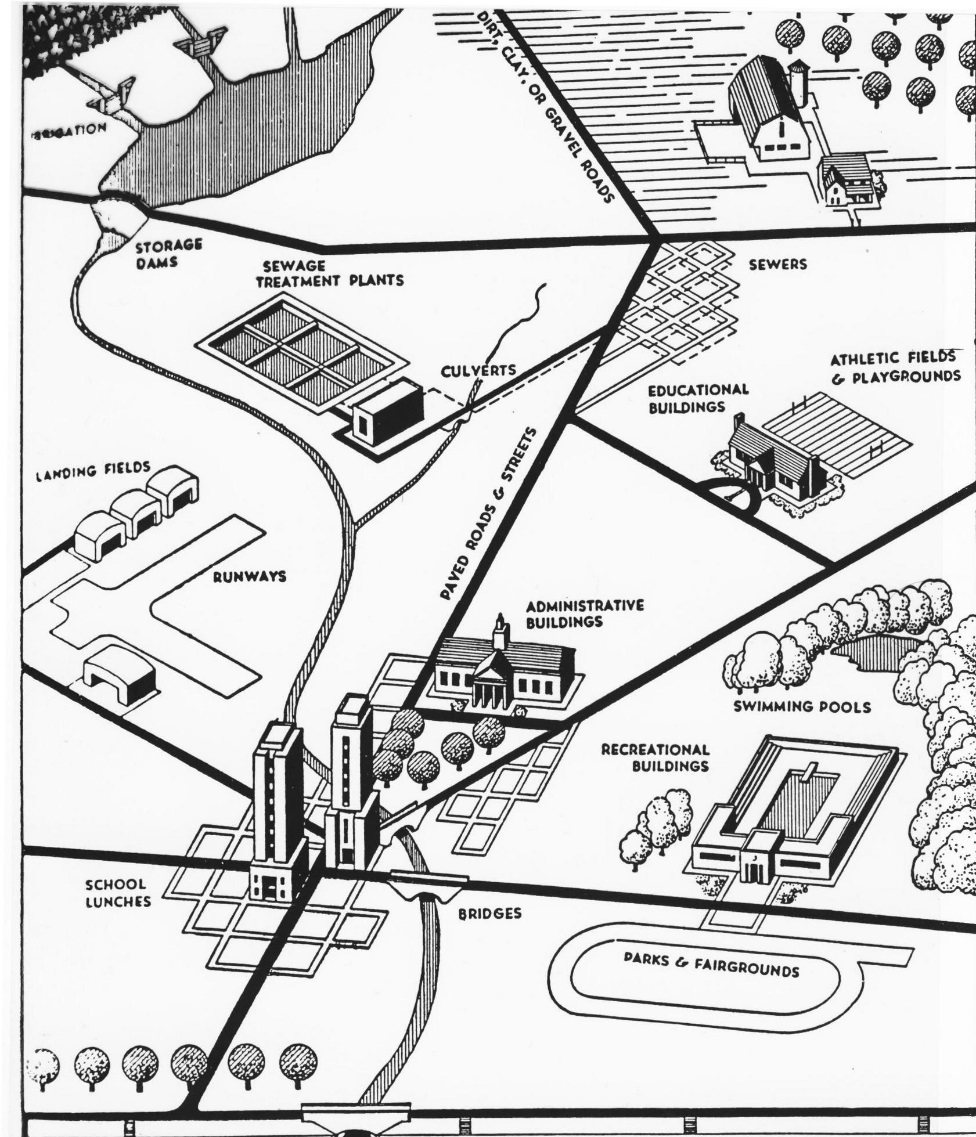 DIRT, CLAY, OR GRAVEL ROADS
IRRIGATION
STORAGE
DAMS
SEWAGE
TREATMENT PLANTS
SEWERS
CULVERTS
ATHLETIC FIELDS
& PLAYGROUNDS
EDUCATIONAL
BUILDINGS
LANDING FIELDS
PAVED ROADS & STREETS
RUNWAYS
ADMINISTRATIVE
BUILDINGS
SWIMMING POOLS
RECREATIONAL
BUILDINGS
SCHOOL
LUNCHES
BRIDGES
PARKS & FAIRGROUNDS